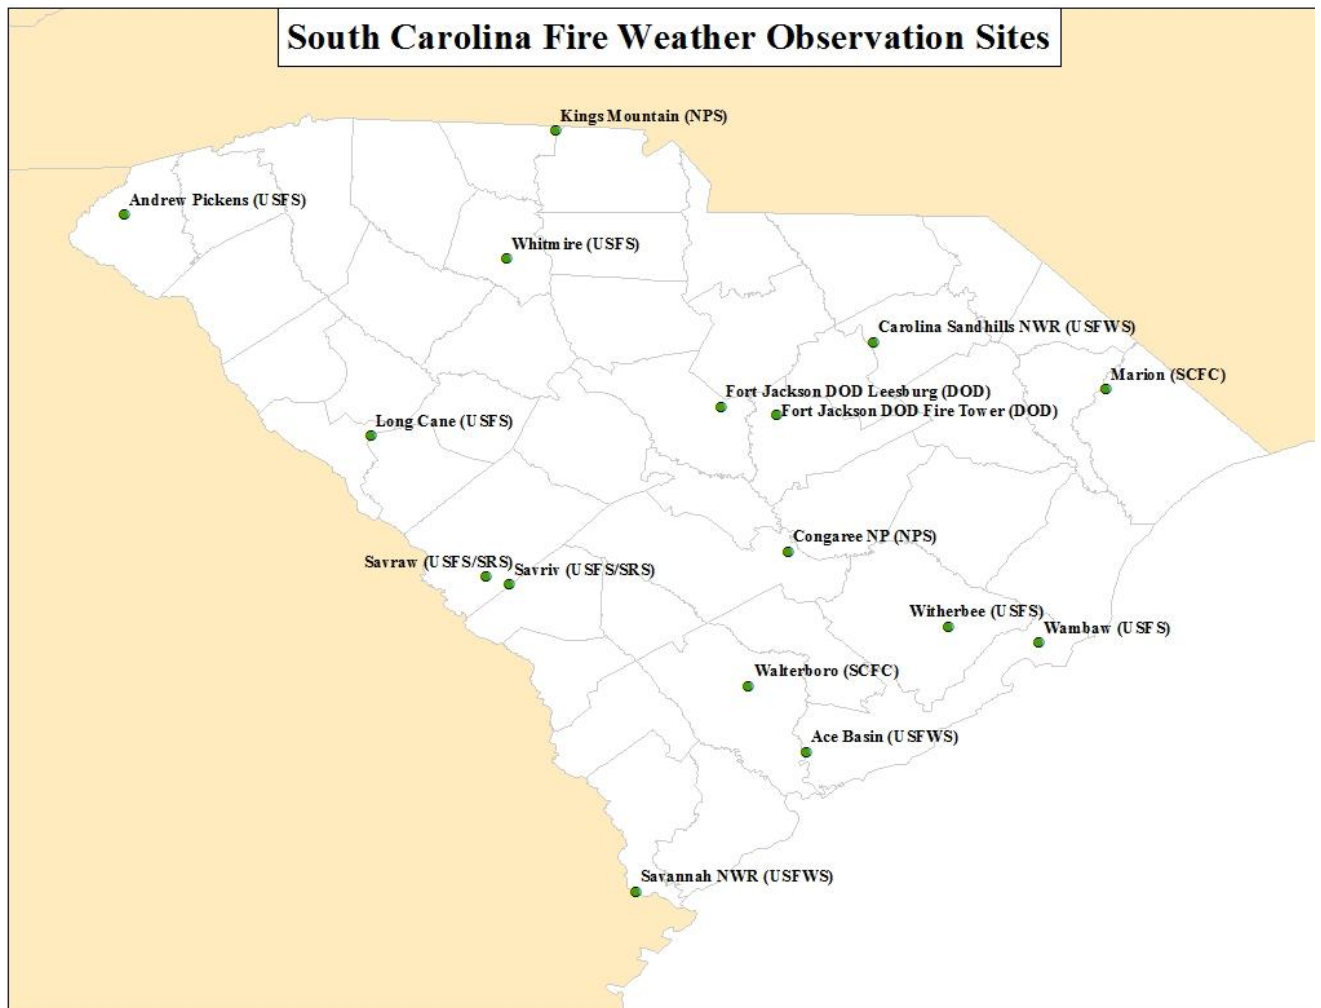 South Carolina Fire Weather Observation Sites
Kings Mountain (NPS)
Andrew Pickens (USFS)
Whitmire (USFS)
Carolina Sandhills NWR (USFWS)
Marion (SCFC)
Fort Jackson DOD Leesburg (DOD)
Fort Jackson DOD Fire Tower (DOD)
Long Cane (USFS)
Congaree NP (NPS)
Savraw (USFS/SRS)
Savriv (USFS/SRS)
Witherbee (USFS)
Wambaw (USFS)
Walterboro (SCFC)
Ace Basin (USFWS)
Savannah NWR (USFWS)